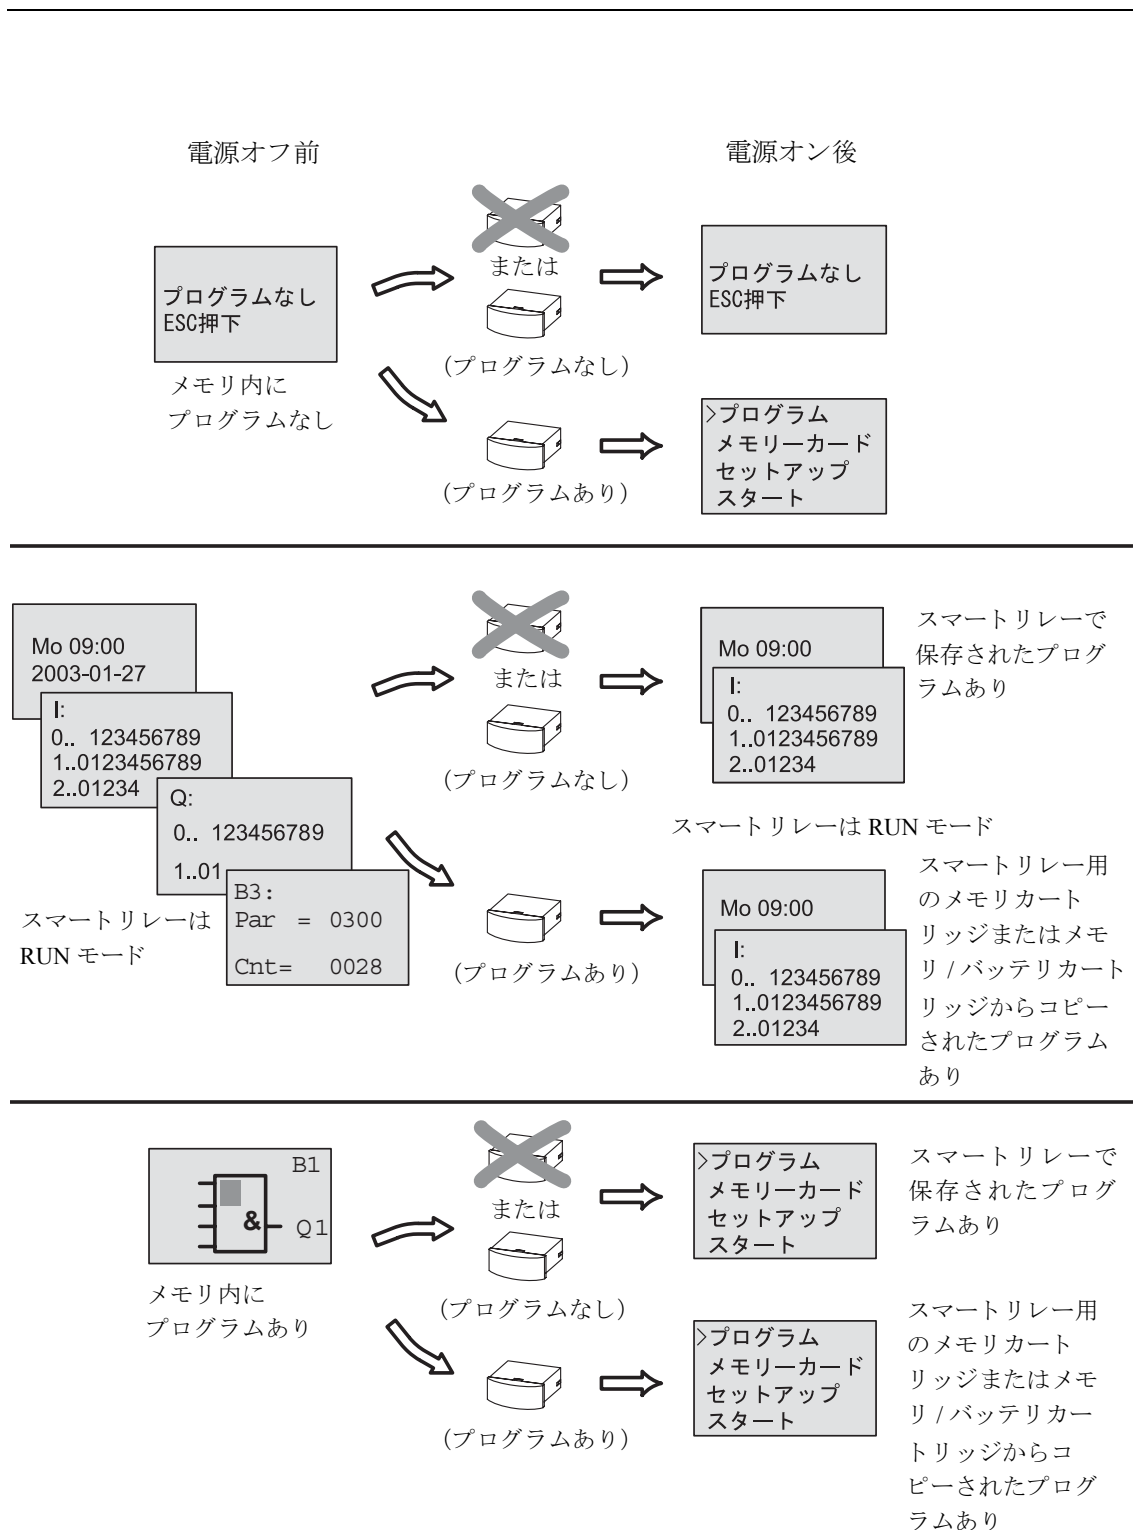 電源オフ前
電源オン後
プログラムなし
ESC押下
メモリ内に
プログラムなし
または
(プログラムなし)
プログラムなし
ESC押下
(プログラムあり)
>プログラム
メモリーカード
セットアップ
スタート
Mo 09:00
2003-01-27
I:
0.. 123456789
1..0123456789
2..01234
Q:
0.. 123456789
1..01
B3:
Par = 0300
Cnt= 0028
スマートリレーは
RUN モード
または
(プログラムなし)
Mo 09:00
I:
0.. 123456789
1..0123456789
2..01234
スマートリレーで
保存されたプログ
ラムあり
スマートリレーは RUN モード
(プログラムあり)
Mo 09:00
I:
0.. 123456789
1..0123456789
2..01234
スマートリレー用
のメモリカート
リッジまたはメモ
リ / バッテリカート
リッジからコピー
されたプログラム
あり
B1
&
Q1
メモリ内に
プログラムあり
または
(プログラムなし)
>プログラム
メモリーカード
セットアップ
スタート
スマートリレーで
保存されたプログ
ラムあり
(プログラムあり)
>プログラム
メモリーカード
セットアップ
スタート
スマートリレー用
のメモリカート
リッジまたはメモ
リ / バッテリカー
トリッジからコ
ピーされたプログ
ラムあり